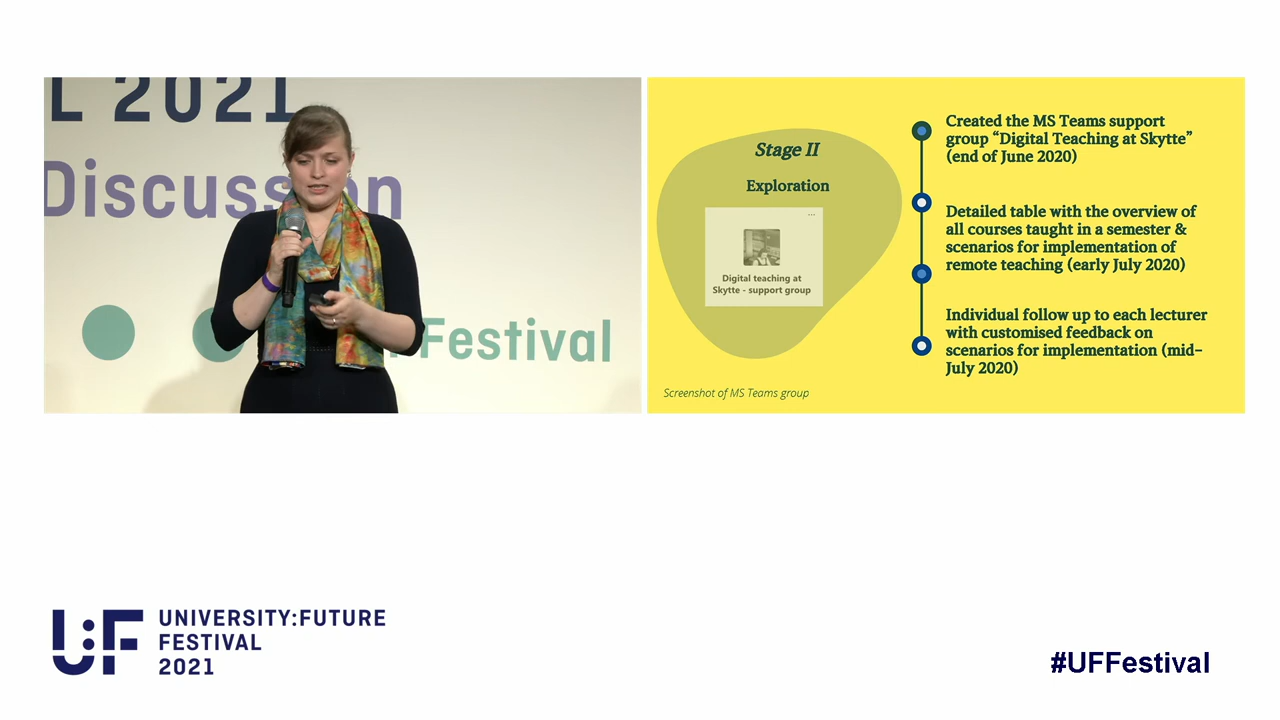 L 2021
Discussion
Festival
Stage II
Exploration
Digital teaching at
Skytte - support group
Screenshot of MS Teams group
Created the MS Teams support
group “Digital Teaching at Skytte”
(end of June 2020)
Detailed table with the overview of
all courses taught in a semester &
scenarios for implementation of
remote teaching (early July 2020)
Individual follow up to each lecturer
with customised feedback on
scenarios for implementation (mid-
July 2020)
U:F
UNIVERSITY:FUTURE
FESTIVAL
2021
#UFFestival